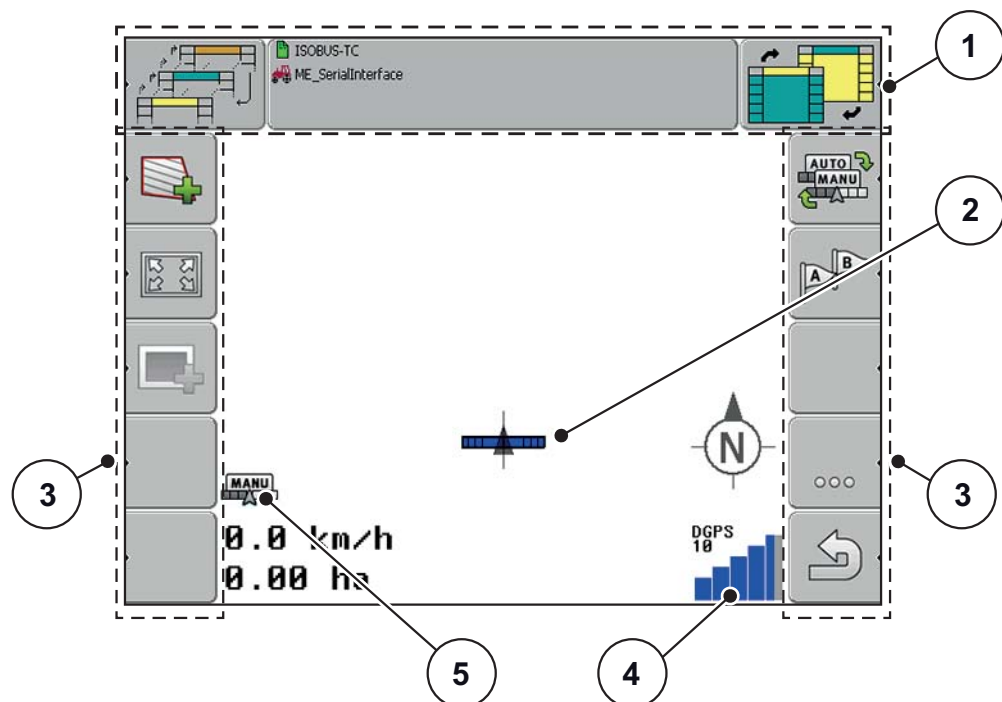 1
ISOBUS-TC
ME_SerialInterface
AUTO
MANU
2
A B
N
3
3
MANU
0.0 km/h
0.00 ha
DGPS
10
5
4